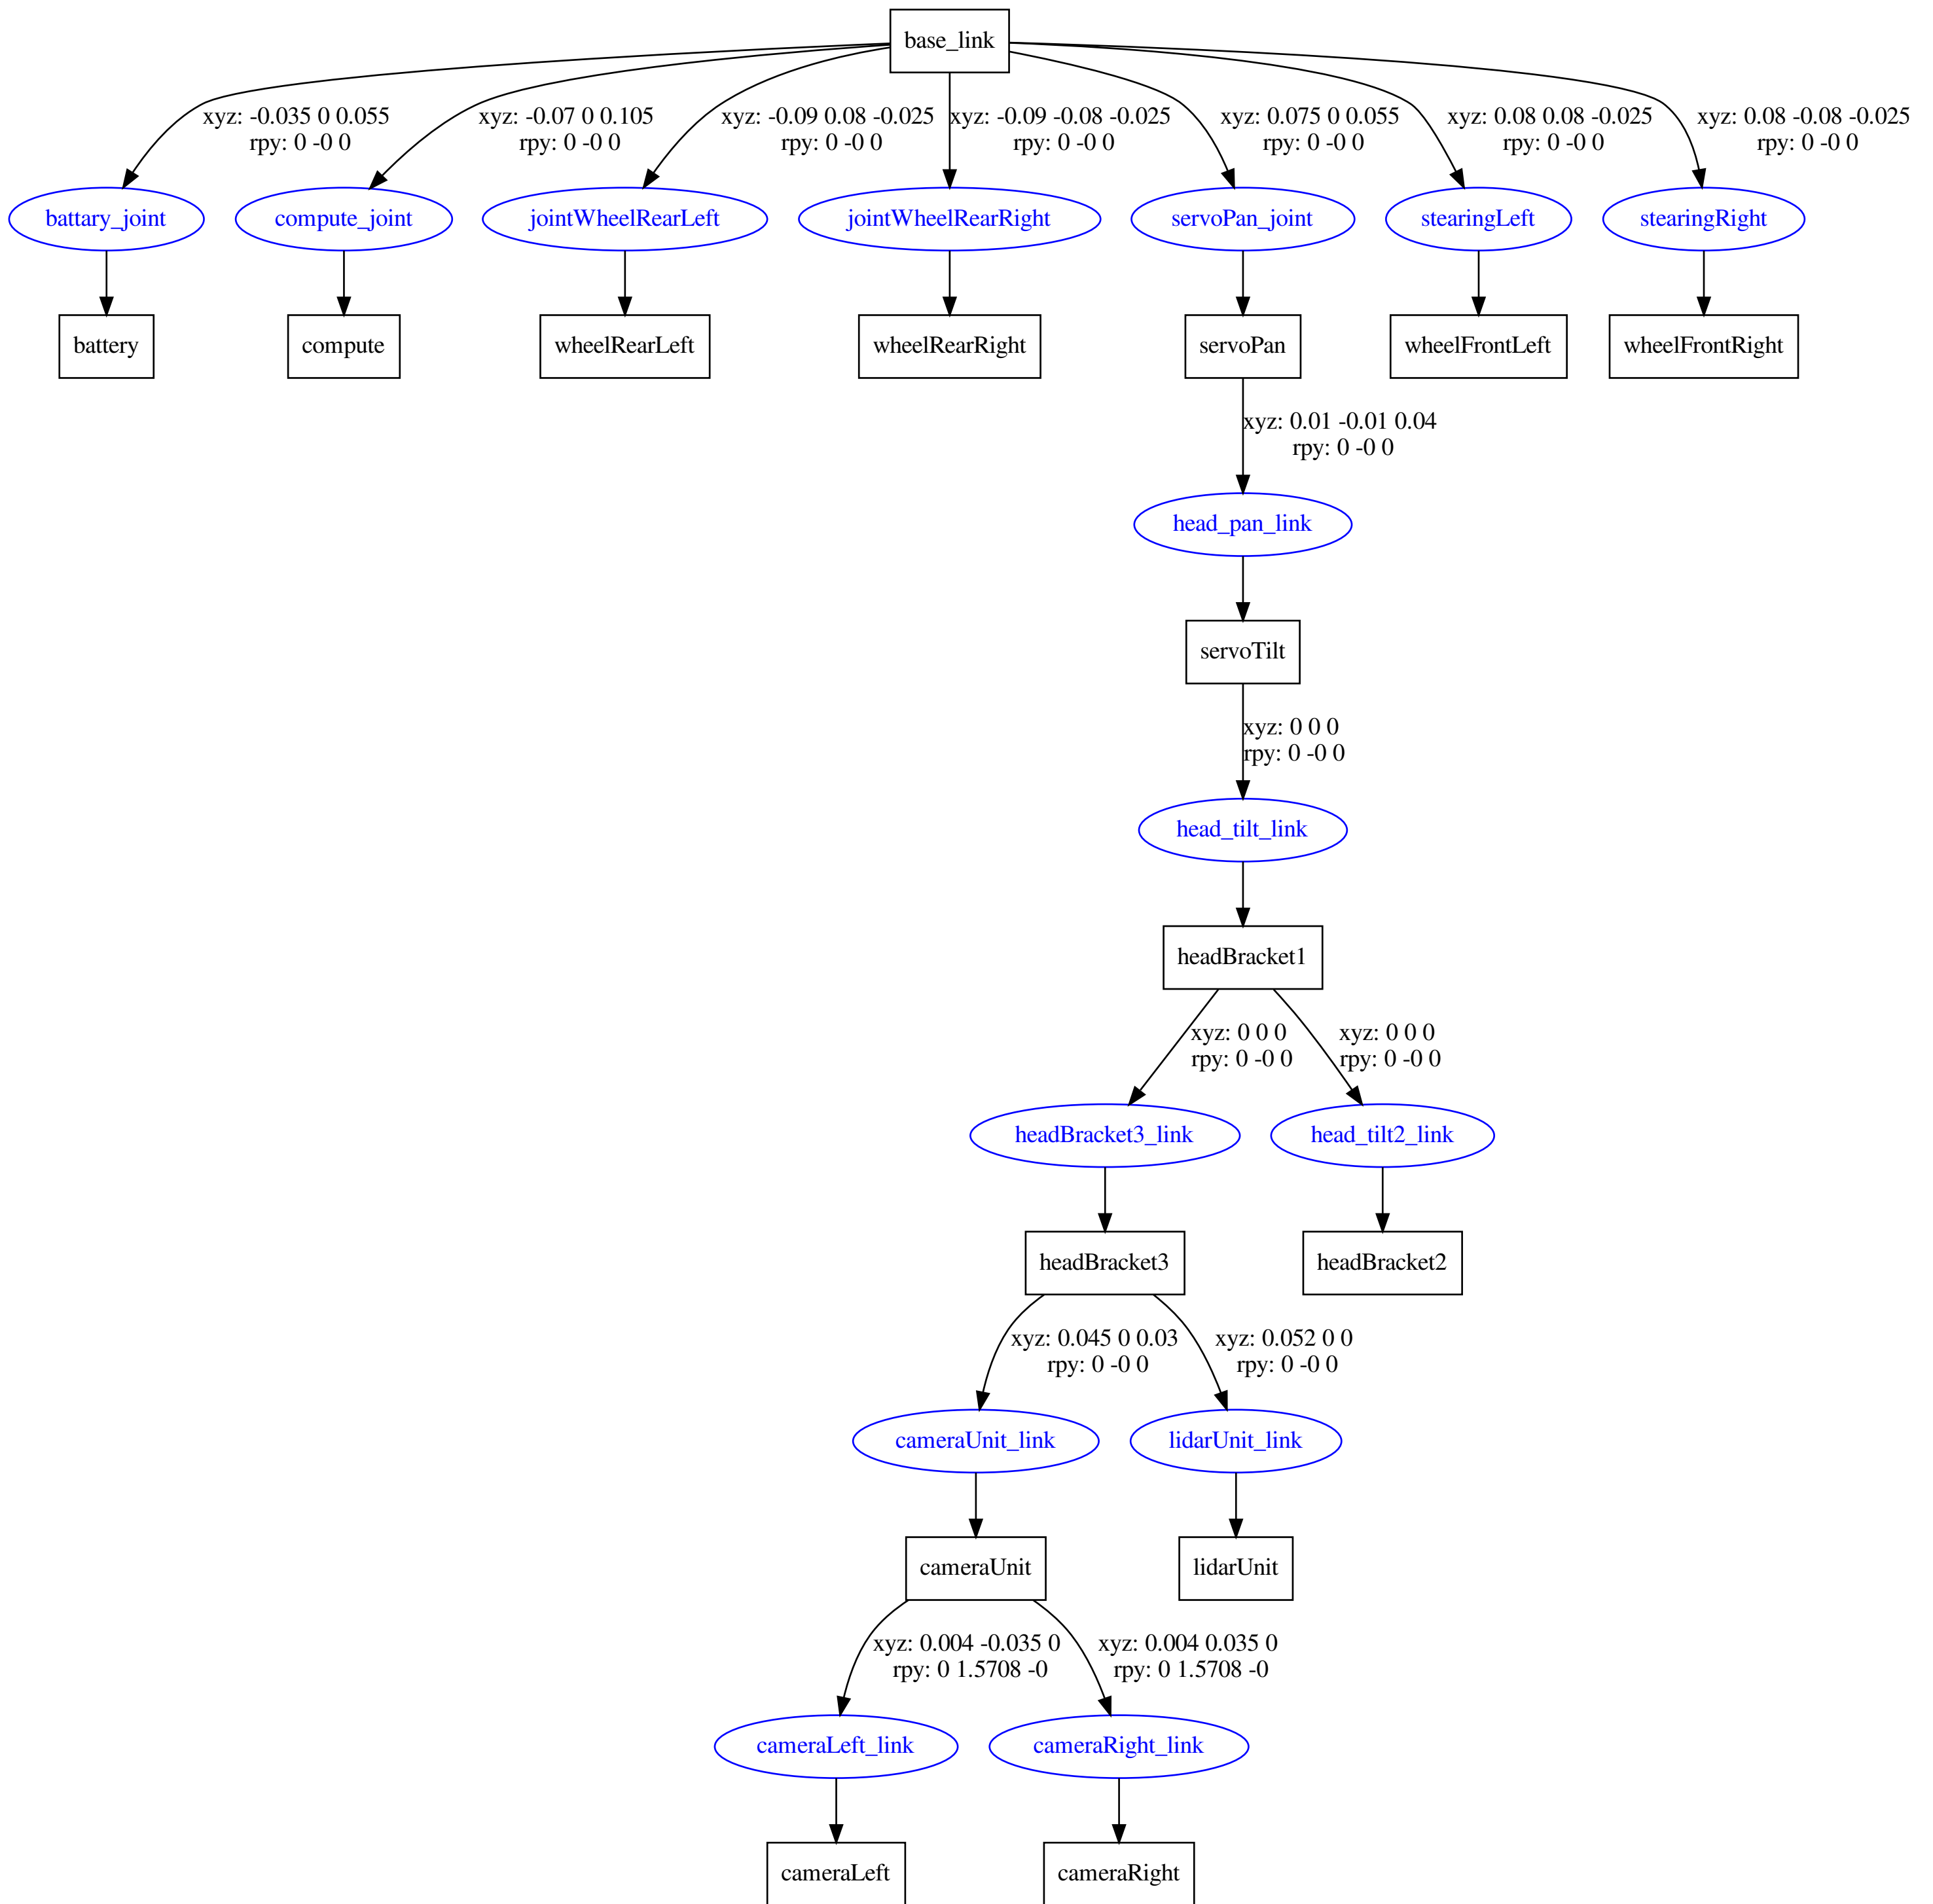 base_link
xyz: -0.035 0 0.055
rpy: 0 -0 0
xyz: -0.07 0 0.105
rpy: 0 -0 0
xyz: -0.09 0.08 -0.025
rpy: 0 -0 0
xyz: -0.09 -0.08 -0.025
rpy: 0 -0 0
xyz: 0.075 0 0.055
rpy: 0 -0 0
xyz: 0.08 0.08 -0.025
rpy: 0 -0 0
xyz: 0.08 -0.08 -0.025
rpy: 0 -0 0
battary_joint
compute_joint
jointWheelRearLeft
jointWheelRearRight
servoPan_joint
stearingLeft
stearingRight
battery
compute
wheelRearLeft
wheelRearRight
servoPan
wheelFrontLeft
wheelFrontRight
xyz: 0.01 -0.01 0.04
rpy: 0 -0 0
head_pan_link
servoTilt
xyz: 0 0 0
rpy: 0 -0 0
head_tilt_link
headBracket1
xyz: 0 0 0
rpy: 0 -0 0
xyz: 0 0 0
rpy: 0 -0 0
headBracket3_link
head_tilt2_link
headBracket3
headBracket2
xyz: 0.045 0 0.03
rpy: 0 -0 0
xyz: 0.052 0 0
rpy: 0 -0 0
cameraUnit_link
lidarUnit_link
cameraUnit
lidarUnit
xyz: 0.004 -0.035 0
rpy: 0 1.5708 -0
xyz: 0.004 0.035 0
rpy: 0 1.5708 -0
cameraLeft_link
cameraRight_link
cameraLeft
cameraRight